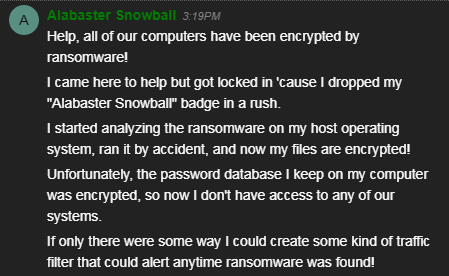 A
Alabaster Snowball 3:19PM
Help, all of our computers have been encrypted by
ransomware!
I came here to help but got locked in 'cause I dropped my
"Alabaster Snowball" badge in a rush.
I started analyzing the ransomware on my host operating
system, ran it by accident, and now my files are encrypted!
Unfortunately, the password database I keep on my computer
was encrypted, so now I don't have access to any of our
systems.
If only there were some way I could create some kind of traffic
filter that could alert anytime ransomware was found!